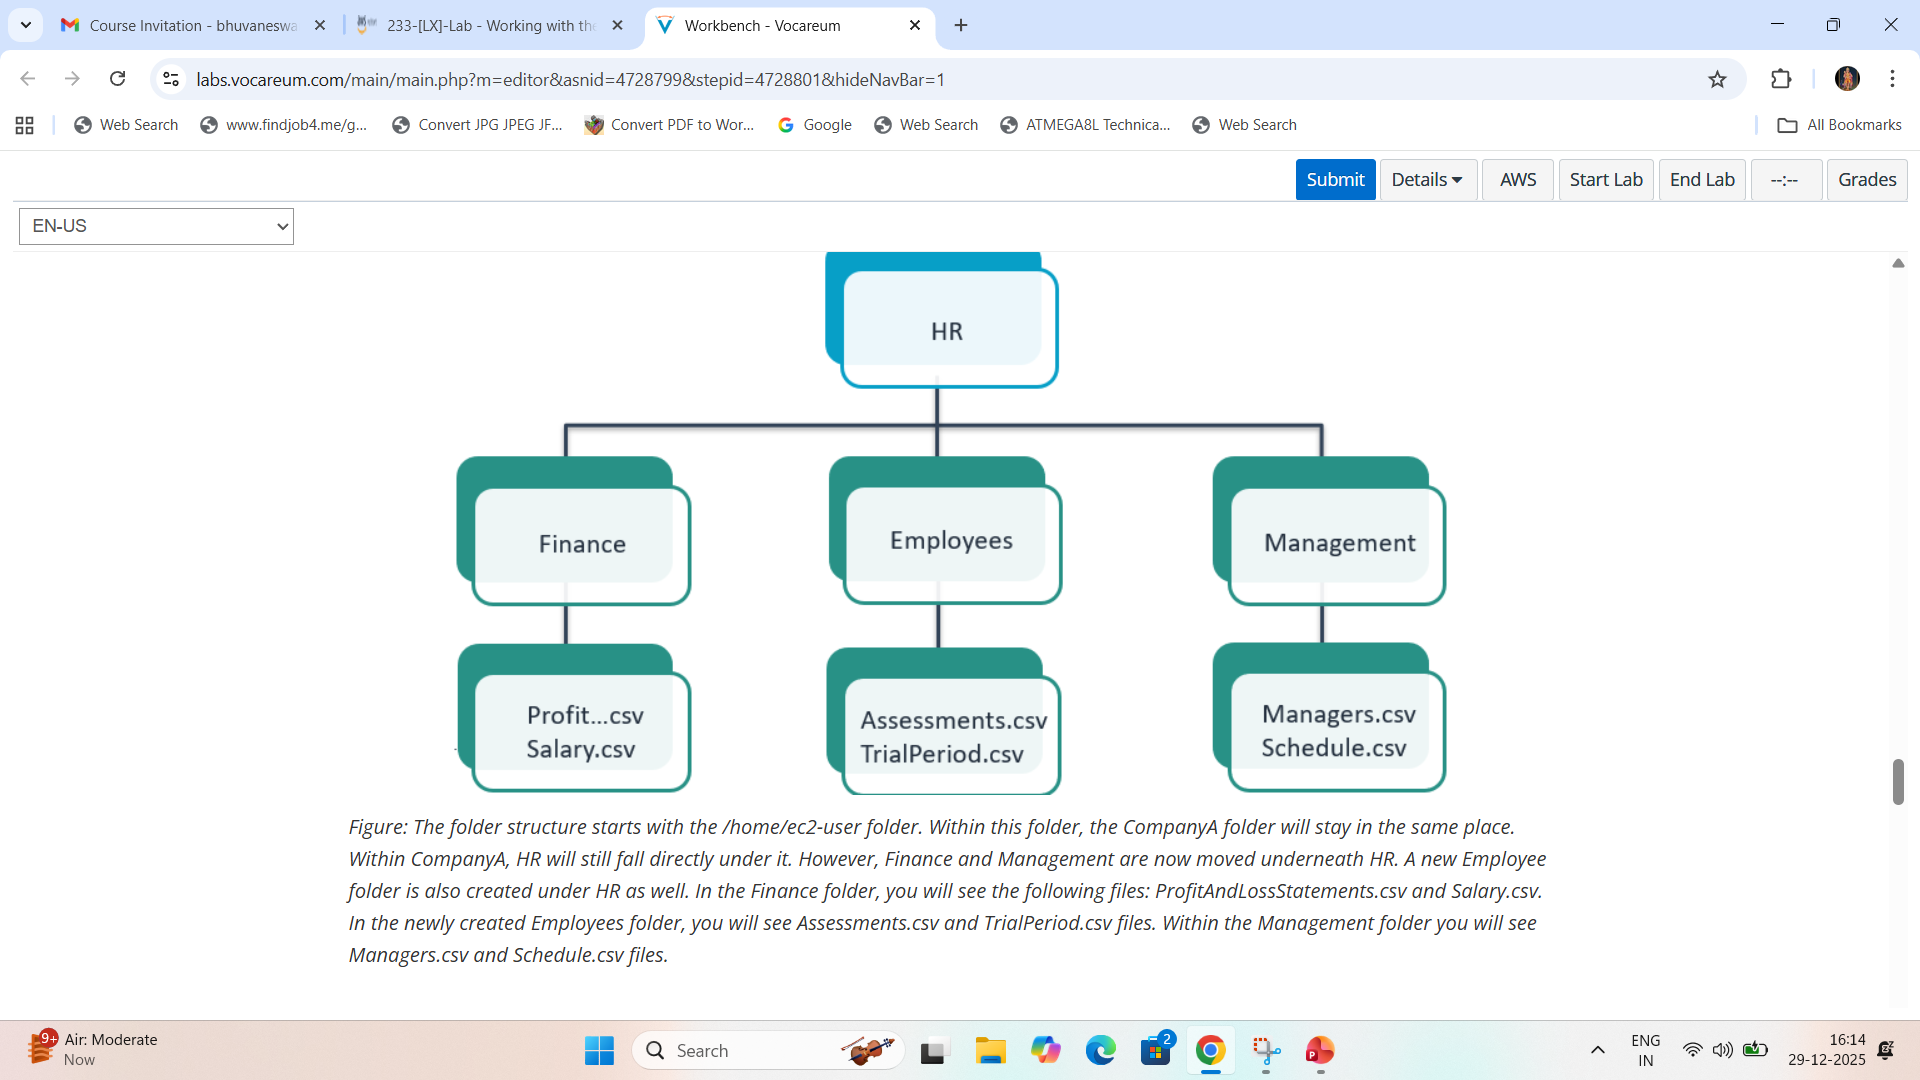 Course Invitation - bhuvaneswa
233-[LX]-Lab - Working with the
Workbench - Vocareum
labs.vocareum.com/main/main.php?m=editor&asnid=4728799&stepid=4728801&hideNavBar=1
Web Search
www.findjob4.me/g...
Convert JPG JPEG JF...
Convert PDF to Wor...
Google
Web Search
ATMEGA8L Technica...
Web Search
All Bookmarks
Submit
Details
AWS
Start Lab
End Lab
--:--
Grades
EN-US
HR
Finance
Employees
Management
Profit...csv
Salary.csv
Assessments.csv
TrialPeriod.csv
Managers.csv
Schedule.csv
Figure: The folder structure starts with the /home/ec2-user folder. Within this folder, the CompanyA folder will stay in the same place.
Within CompanyA, HR will still fall directly under it. However, Finance and Management are now moved underneath HR. A new Employee
folder is also created under HR as well. In the Finance folder, you will see the following files: ProfitAndLossStatements.csv and Salary.csv.
In the newly created Employees folder, you will see Assessments.csv and TrialPeriod.csv files. Within the Management folder you will see
Managers.csv and Schedule.csv files.
9+
Air: Moderate
Now
Search
2
P
ENG
IN
16:14
29-12-2025